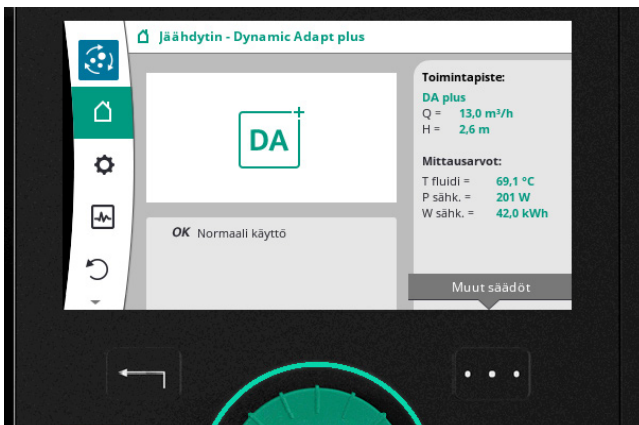 Jäähdytin - Dynamic Adapt plus
DA+
OK Normaali käyttö
Toimintapiste:
DA plus
Q = 13,0 m³/h
H = 2,6 m
Mittausarvot:
T fluidi = 69,1 °C
P sähk. = 201 W
W sähk. = 42,0 kWh
Muut säädöt